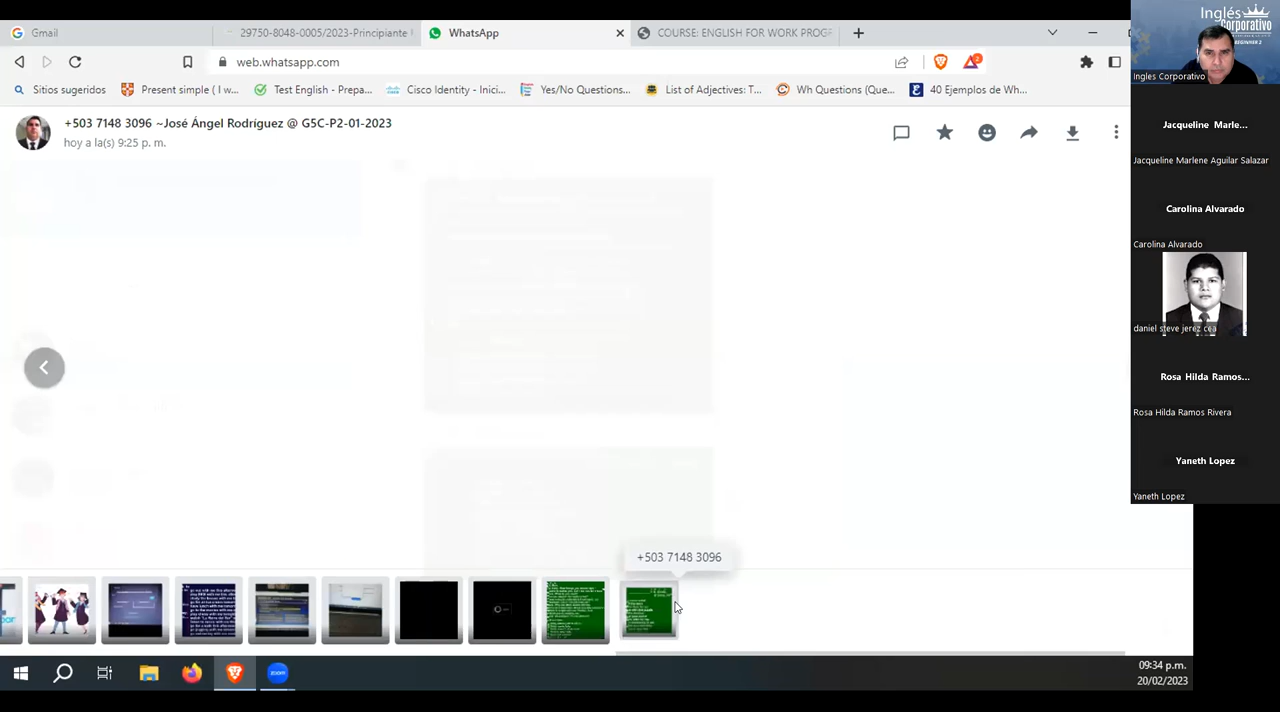 Gmail
29750-8048-0005/2023-Principiante
WhatsApp
COURSE: ENGLISH FOR WORK PROGR
web.whatsapp.com
2
Sitios sugeridos
Present simple ( I w...
Test English - Prepa...
Cisco Identity - Inici...
Yes/No Questions...
List of Adjectives: T...
Wh Questions (Que...
40 Ejemplos de Wh...
+503 7148 3096 ~José Ángel Rodríguez @ G5C-P2-01-2023
hoy a la(s) 9:25 p. m.
+503 7148 3096
zoom
09:34 p.m.
20/02/2023
Inglés
Corporativo
BEGINNER 2
Ingles Corporativo
Jacqueline Marle...
Jacqueline Marlene Aguilar Salazar
Carolina Alvarado
Carolina Alvarado
daniel steve jerez cea
Rosa Hilda Ramos...
Rosa Hilda Ramos Rivera
Yaneth Lopez
Yaneth Lopez